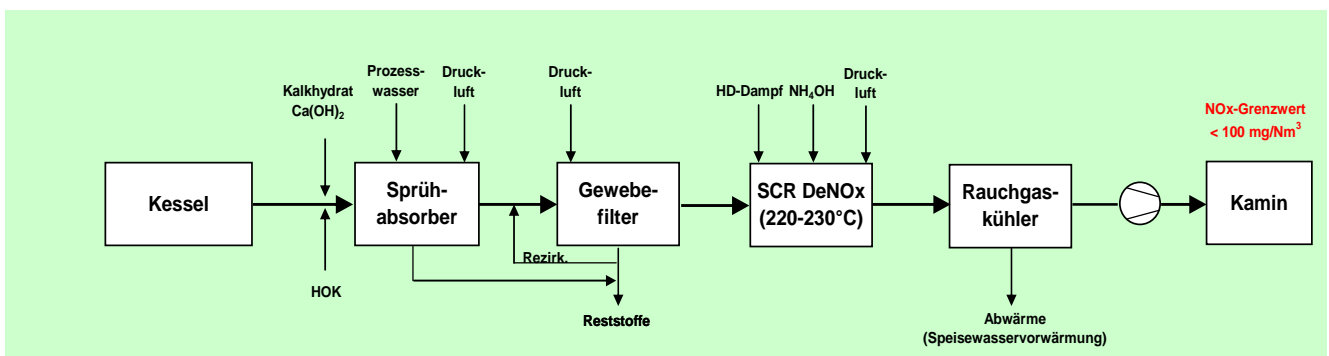 Kalkhydrat
Ca(OH)₂
Prozess-
wasser
Druck-
luft
Druck-
luft
HD-Dampf
NH₄OH
Druck-
luft
NOx-Grenzwert
< 100 mg/Nm³
Kessel
Sprüh-
absorber
Gewebe-
filter
SCR DeNOx
(220-230°C)
Rauchgas-
kühler
Kamin
HOK
Rezirk.
Reststoffe
Abwärme
(Speisewasservorwärmung)